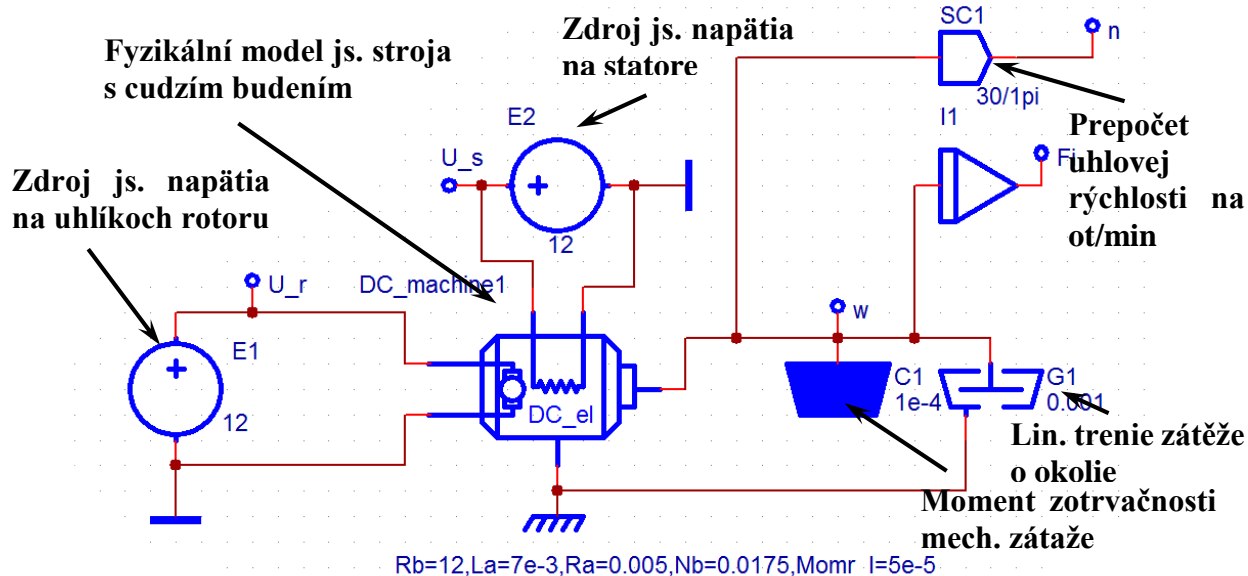 SC1
n
30/1pi
Fyzikální model js. stroja
s cudzím budením
Zdroj js. napätia
na statore
E2
U_s
+
12
I1
Prepočet
uhlovej
rýchlosti na
ot/min
Zdroj js. napätia
na uhlíkoch rotoru
U_r
DC_machine1
w
E1
+
12
DC_el
C1
1e-4
G1
0.001
Lin. trenie zátěže
o okolie
Moment zotrvačnosti
mech. zátaže
Rb=12,La=7e-3,Ra=0.005,Nb=0.0175,Momr_I=5e-5